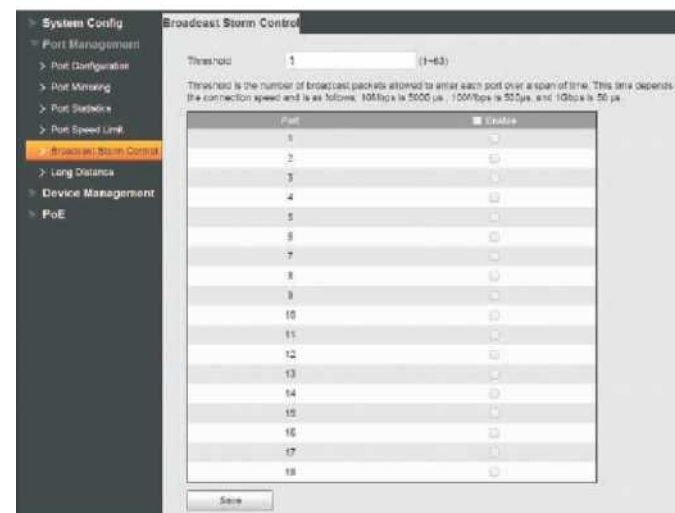 System Config
Port Management
Port Configuration
Port Mirroring
Port Statistics
Port Speed Limit
Broadcast Storm Control
Long Distance
Device Management
PoE
Broadcast Storm Control
Threshold 1 (1~63)
Threshold is the number of broadcast packets allowed to enter each port over a span of time. This time depends
the connection speed and is as follows: 10Mbps is 5000 μs , 100Mbps is 500μs, and 1Gbps is 50 μs .
Port Enable
1
2
3
4
5
6
7
8
9
10
11
12
13
14
15
16
17
18
Save